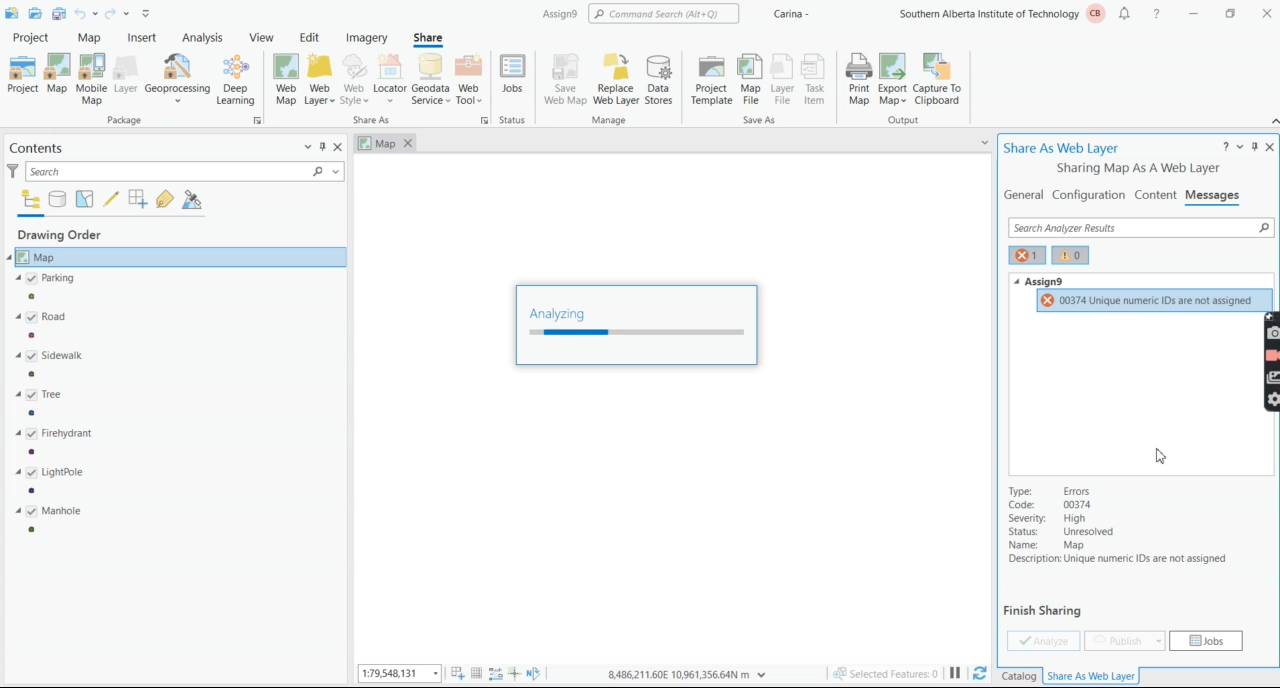 Assign9
Command Search (Alt+Q)
Carina -
Southern Alberta Institute of Technology
CB
?
Project
Map
Insert
Analysis
View
Edit
Imagery
Share
Project
Map
Mobile
Map
Layer
Geoprocessing
Deep
Learning
Package
Web
Map
Web
Layer
Web
Style
Locator
Geodata
Service
Web
Tool
Share As
Jobs
Status
Save
Web Map
Replace
Web Layer
Data
Stores
Manage
Project
Template
Map
File
Layer
File
Task
Item
Save As
Print
Map
Export
Map
Capture To
Clipboard
Output
Contents
Search
Drawing Order
Map
Parking
Road
Sidewalk
Tree
Firehydrant
LightPole
Manhole
Map
Analyzing
1:79,548,131
8,486,211.60E 10,961,356.64N m
Selected Features: 0
Share As Web Layer
?
Sharing Map As A Web Layer
General
Configuration
Content
Messages
Search Analyzer Results
1
0
Assign9
00374 Unique numeric IDs are not assigned
Type: Errors
Code: 00374
Severity: High
Status: Unresolved
Name: Map
Description: Unique numeric IDs are not assigned
Finish Sharing
Analyze
Publish
Jobs
Catalog
Share As Web Layer